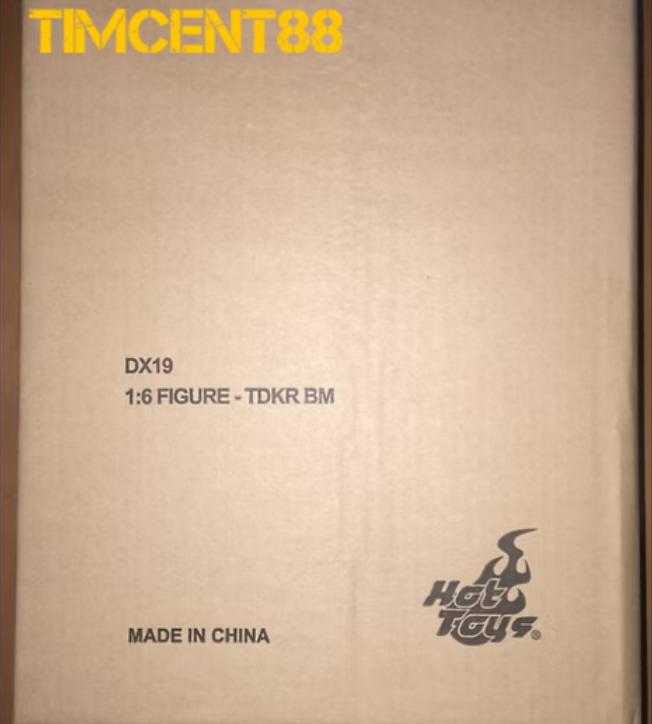 TIMCENT88
DX19
1:6 FIGURE - TDKR BM
Hot
Toys®
MADE IN CHINA